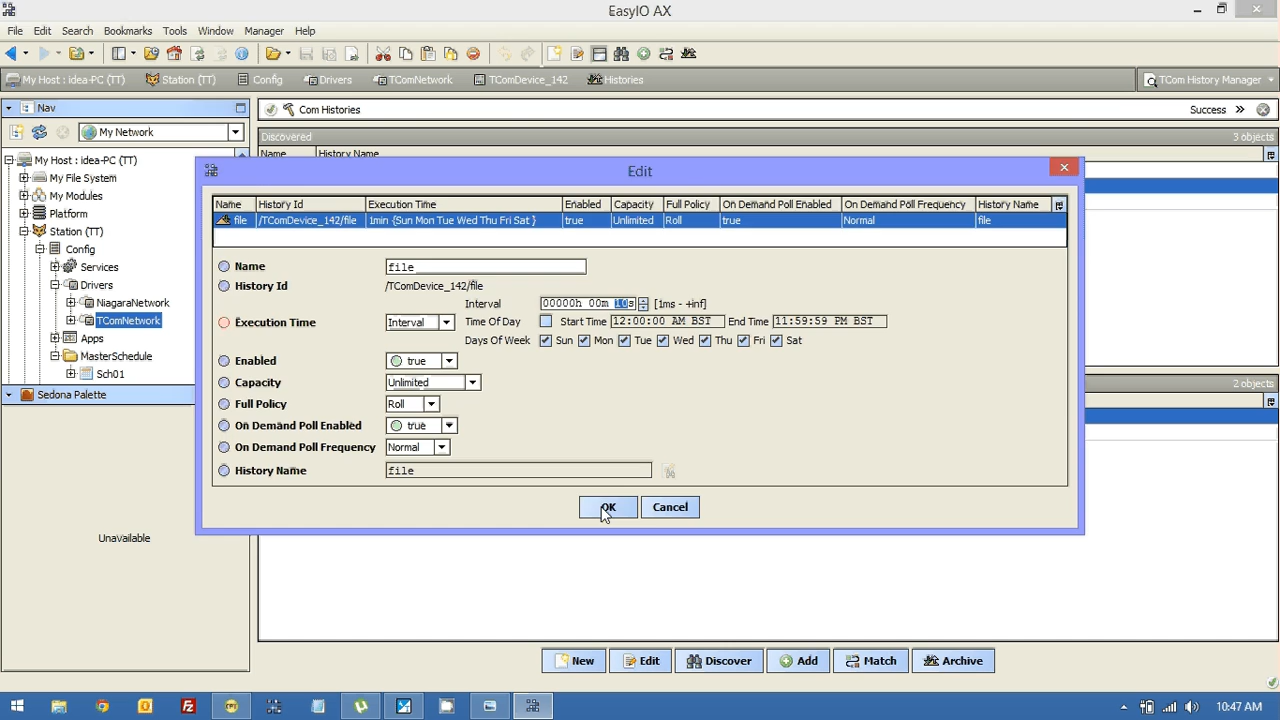 EasyIO AX
File Edit Search Bookmarks Tools Window Manager Help
My Host : idea-PC (TT) Station (TT) Config Drivers TComNetwork TComDevice_142 Histories TCom History Manager
Nav
Com Histories Success »
My Network
Discovered 3 objects
Name History Name
My Host : idea-PC (TT)
My File System
My Modules
Platform
Station (TT)
Config
Services
Drivers
NiagaraNetwork
TComNetwork
Apps
MasterSchedule
Sch01
Sedona Palette
Unavailable
2 objects
Edit
Name History Id Execution Time Enabled Capacity Full Policy On Demand Poll Enabled On Demand Poll Frequency History Name
file /TComDevice_142/file 1min {Sun Mon Tue Wed Thu Fri Sat } true Unlimited Roll true Normal file
Name file
History Id /TComDevice_142/file
Interval 00000h 00m 10s [1ms - +inf]
Execution Time Interval Time Of Day Start Time 12:00:00 AM BST End Time 11:59:59 PM BST
Days Of Week Sun Mon Tue Wed Thu Fri Sat
Enabled true
Capacity Unlimited
Full Policy Roll
On Demand Poll Enabled true
On Demand Poll Frequency Normal
History Name file
OK Cancel
New Edit Discover Add Match Archive
10:47 AM